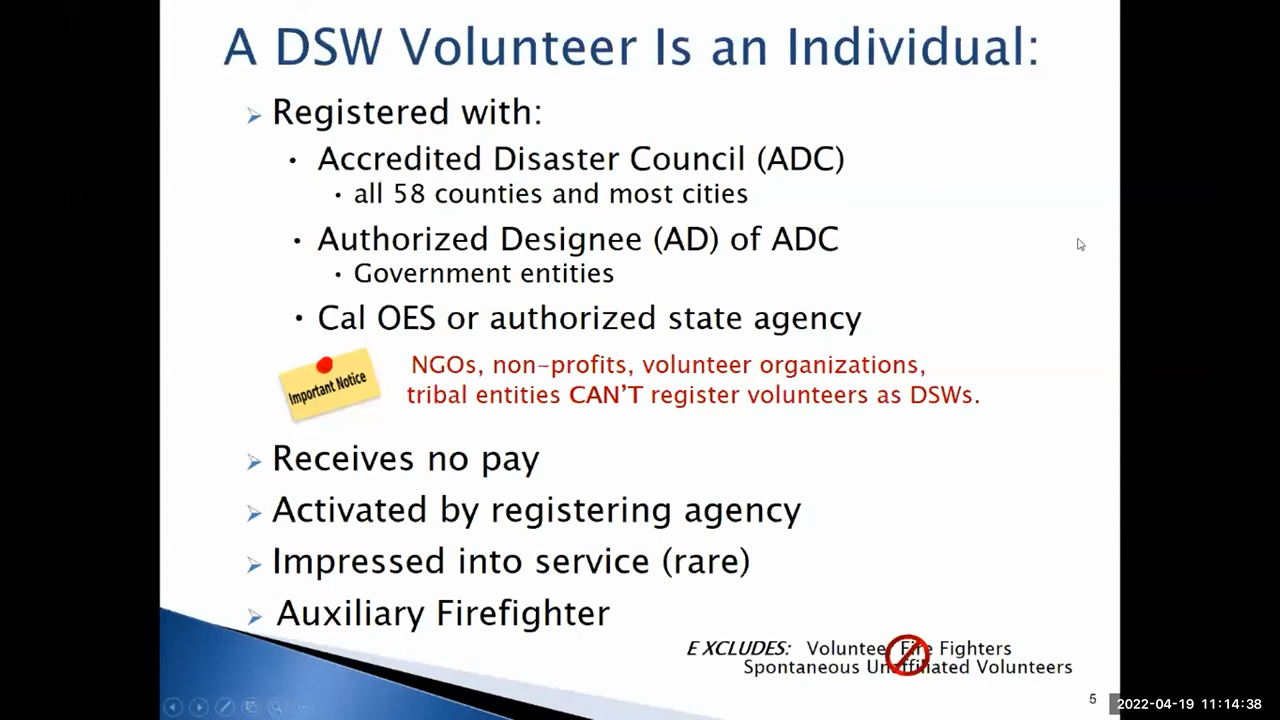 A DSW Volunteer Is an Individual:
Registered with:
Accredited Disaster Council (ADC)
all 58 counties and most cities
Authorized Designee (AD) of ADC
Government entities
Cal OES or authorized state agency
Important Notice
NGOs, non-profits, volunteer organizations,
tribal entities CAN'T register volunteers as DSWs.
Receives no pay
Activated by registering agency
Impressed into service (rare)
Auxiliary Firefighter
EXCLUDES: Volunteer Fire Fighters
Spontaneous Unaffiliated Volunteers
5
2022-04-19 11:14:38